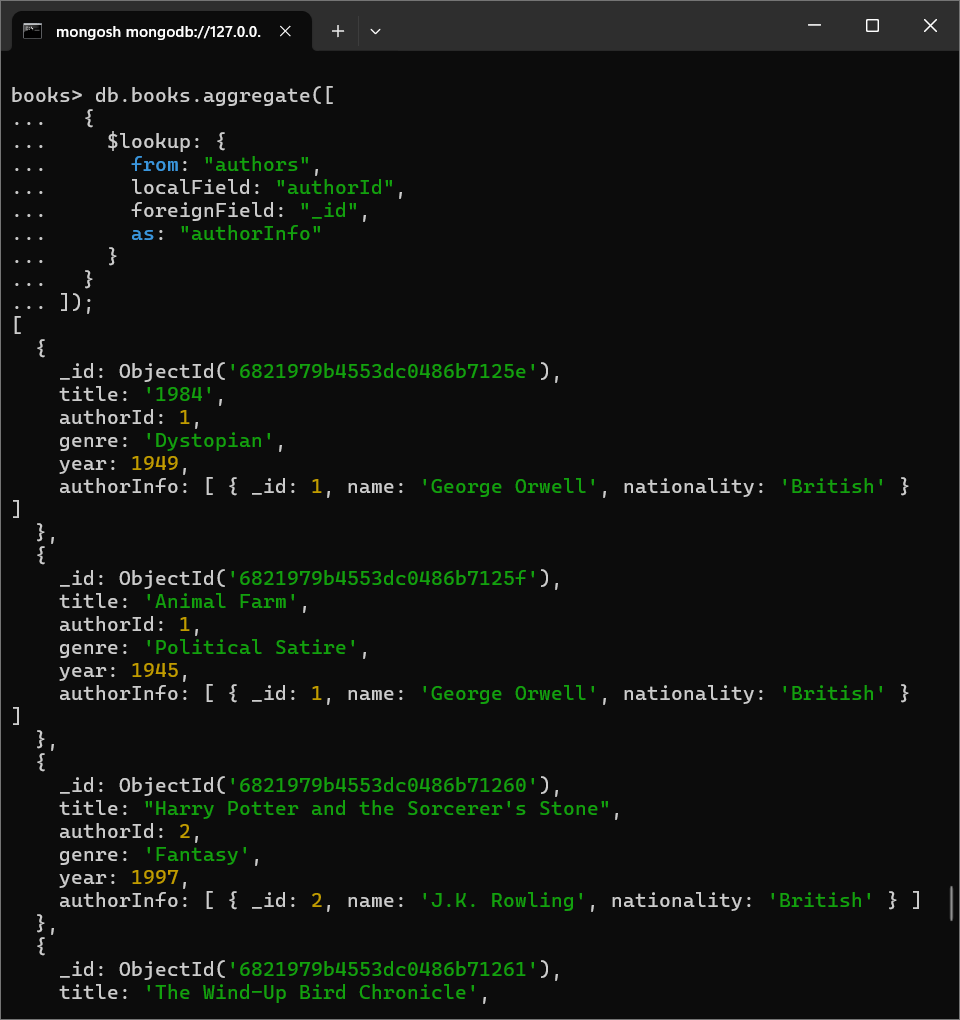 mongosh mongodb://127.0.0.
books> db.books.aggregate([
...   {
...     $lookup: {
...       from: "authors",
...       localField: "authorId",
...       foreignField: "_id",
...       as: "authorInfo"
...     }
...   }
... ]);
[
  {
    _id: ObjectId('6821979b4553dc0486b7125e'),
    title: '1984',
    authorId: 1,
    genre: 'Dystopian',
    year: 1949,
    authorInfo: [ { _id: 1, name: 'George Orwell', nationality: 'British' }
]
  },
  {
    _id: ObjectId('6821979b4553dc0486b7125f'),
    title: 'Animal Farm',
    authorId: 1,
    genre: 'Political Satire',
    year: 1945,
    authorInfo: [ { _id: 1, name: 'George Orwell', nationality: 'British' }
]
  },
  {
    _id: ObjectId('6821979b4553dc0486b71260'),
    title: "Harry Potter and the Sorcerer's Stone",
    authorId: 2,
    genre: 'Fantasy',
    year: 1997,
    authorInfo: [ { _id: 2, name: 'J.K. Rowling', nationality: 'British' } ]
  },
  {
    _id: ObjectId('6821979b4553dc0486b71261'),
    title: 'The Wind-Up Bird Chronicle',